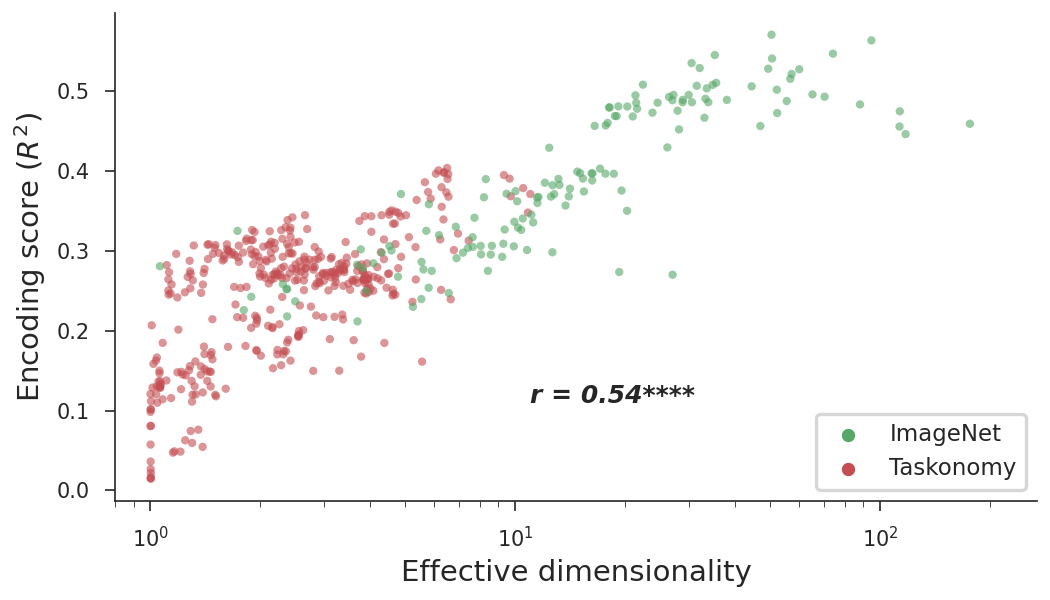 Encoding score (R²)
0.5
0.4
0.3
0.2
0.1
0.0
r = 0.54****
ImageNet
Taskonomy
10⁰ 10¹ 10²
Effective dimensionality